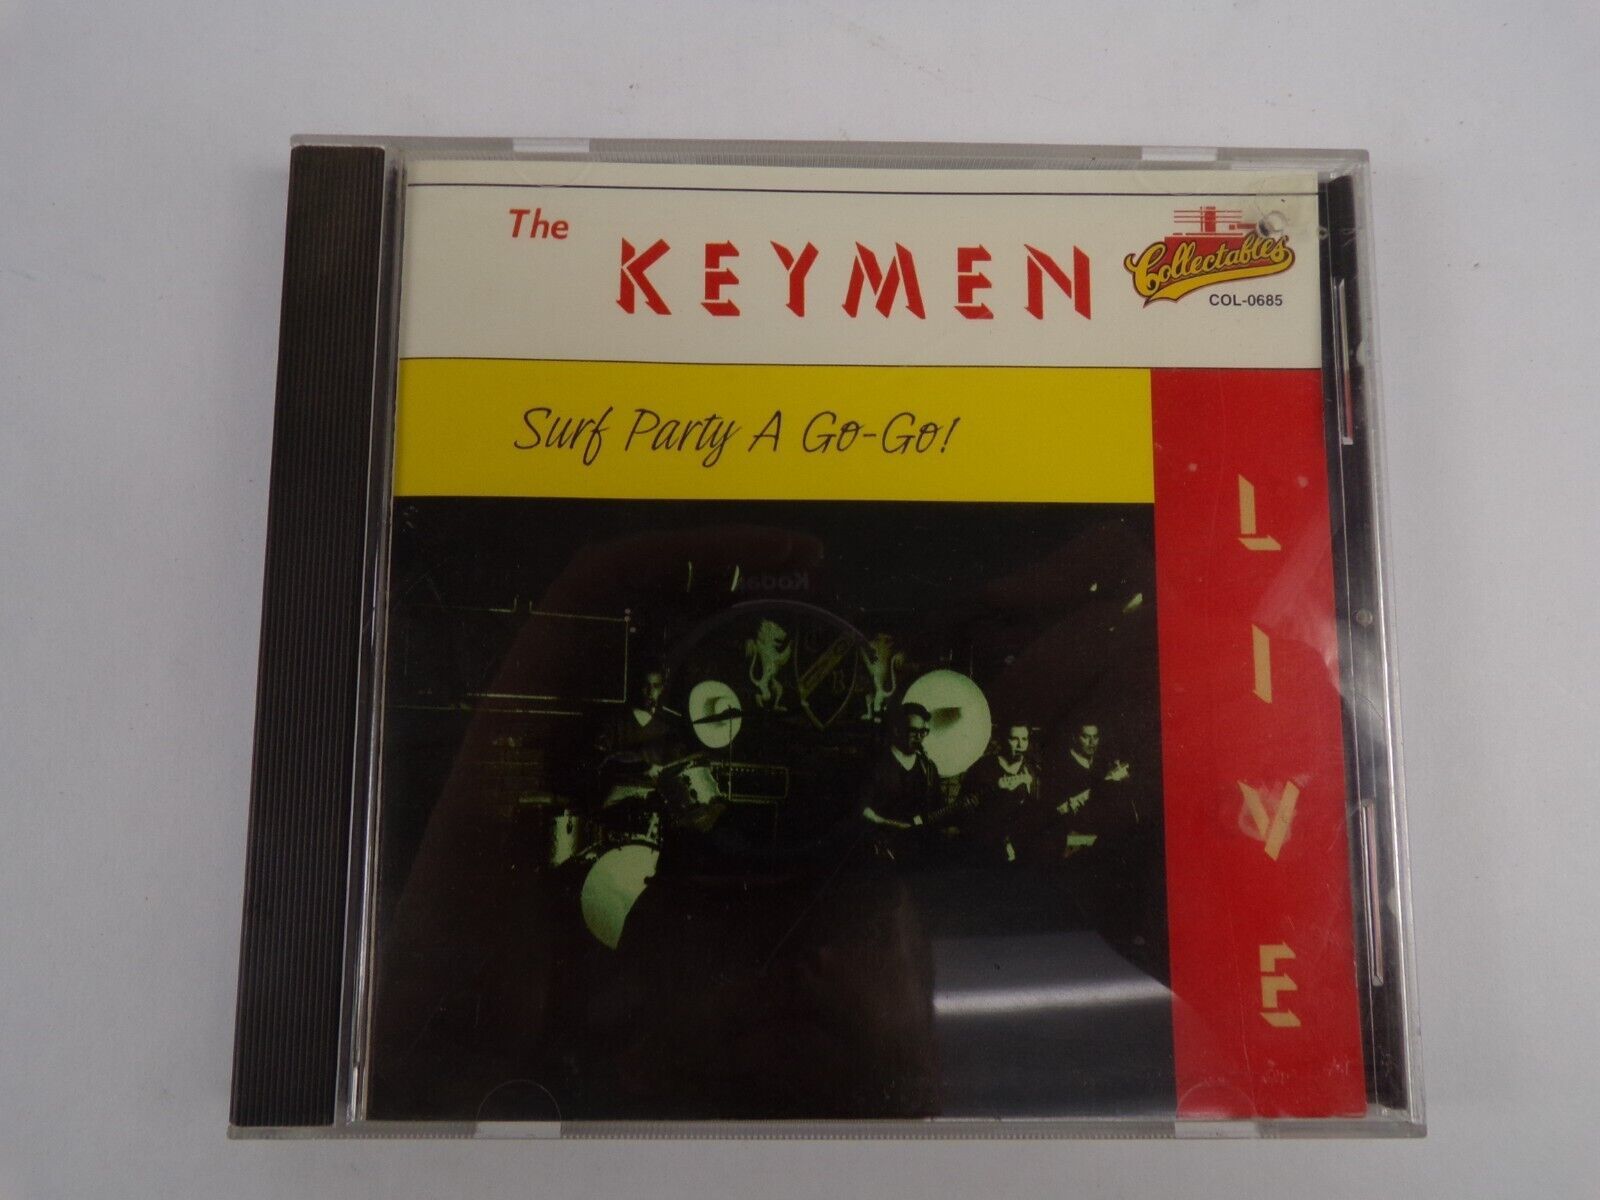 The
KEYMEN
Collectables
COL-0685
Surf Party A Go-Go!
LIVE